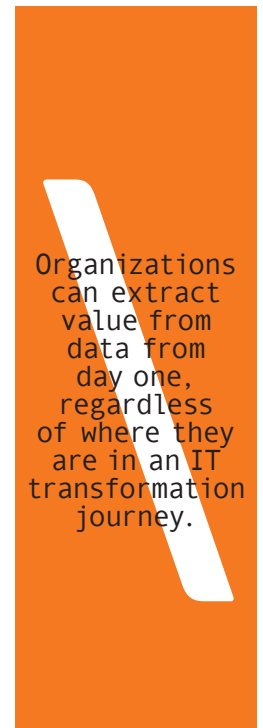 Organizations
can extract
value from
data from
day one,
regardless
of where they
are in an IT
transformation
journey.